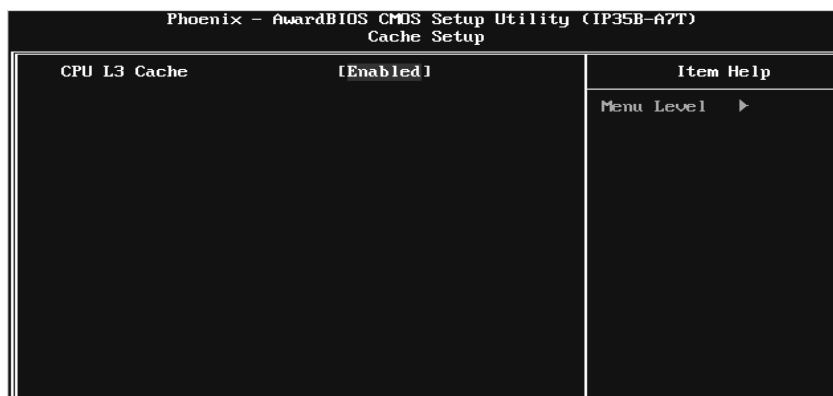 Phoenix - AwardBIOS CMOS Setup Utility (IP35B-A7T)
Cache Setup
CPU L3 Cache [Enabled]
Item Help
Menu Level ▶